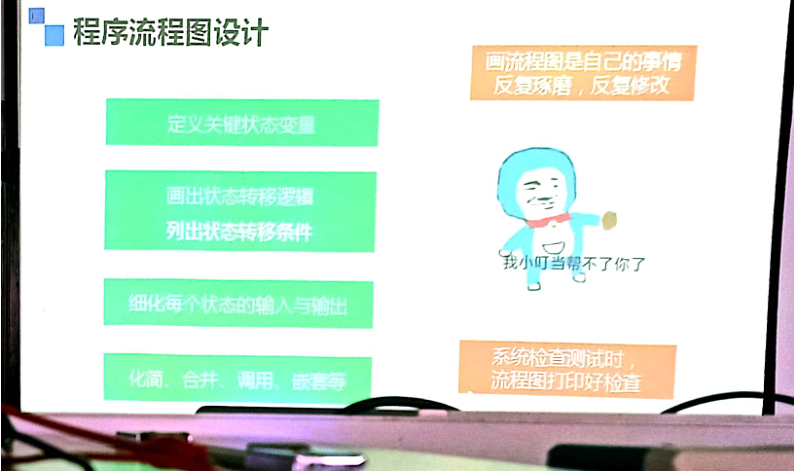 程序流程图设计
画流程图是自己的事情
反复琢磨，反复修改
定义关键状态变量
画出状态转移逻辑
列出状态转移条件
我小叮当帮不了你了
细化每个状态的输入与输出
系统检查测试时，
流程图打印好检查
化简、合并、调用、嵌套等